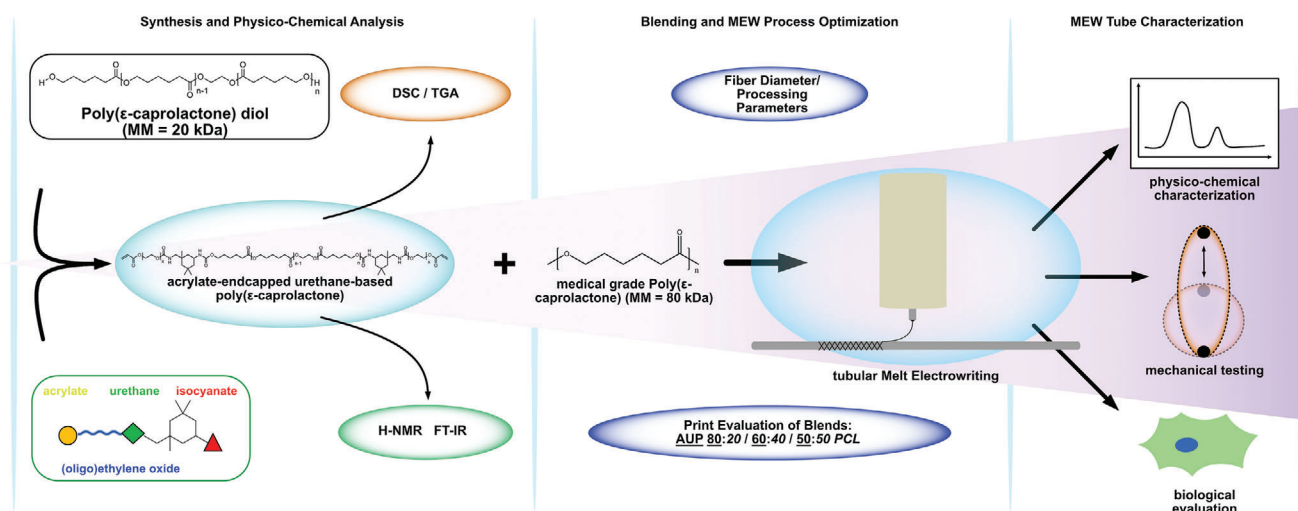 Synthesis and Physico-Chemical Analysis
Poly(ε-caprolactone) diol
(MM = 20 kDa)
DSC / TGA
acrylate-endcapped urethane-based
poly(ε-caprolactone)
acrylate urethane isocyanate
(oligo)ethylene oxide
H-NMR FT-IR
Blending and MEW Process Optimization
Fiber Diameter/
Processing
Parameters
+
medical grade Poly(ε-
caprolactone) (MM = 80 kDa)
tubular Melt Electrowriting
Print Evaluation of Blends:
AUP 80:20 / 60:40 / 50:50 PCL
MEW Tube Characterization
physico-chemical
characterization
mechanical testing
biological
evaluation